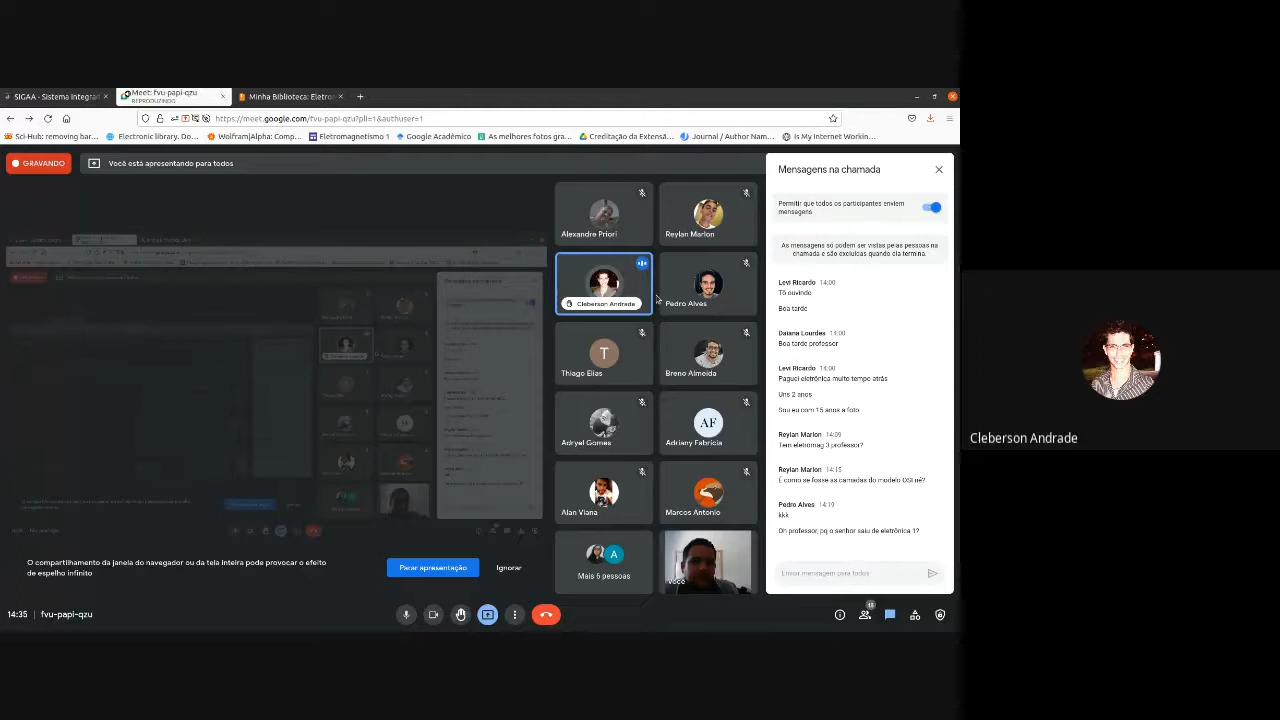 SIGAA - Sistema Integrad
Meet: fvu-papi-qzu
REPRODUZINDO
Minha Biblioteca: Eletron
https://meet.google.com/fvu-papi-qzu?pli=1&authuser=1
Sci-Hub: removing bar...
Electronic library. Do...
Wolfram|Alpha: Comp...
Eletromagnetismo 1
Google Acadêmico
As melhores fotos gra...
Creditação da Extensã...
Journal / Author Nam...
Is My Internet Workin...
GRAVANDO
Você está apresentando para todos
Alexandre Priori
Reylan Marlon
Cleberson Andrade
Pedro Alves
T
Thiago Elias
Breno Almeida
Adryel Gomes
AF
Adriany Fabrícia
Alan Viana
Marcos Antonio
A
Mais 6 pessoas
Você
Mensagens na chamada
Permitir que todos os participantes enviem
mensagens
As mensagens só podem ser vistas pelas pessoas na
chamada e são excluídas quando ela termina.
Levi Ricardo 14:00
Tô ouvindo
Boa tarde
Daiana Lourdes 14:00
Boa tarde professor
Levi Ricardo 14:00
Paguei eletrônica muito tempo atrás
Uns 2 anos
Sou eu com 15 anos a foto
Reylan Marlon 14:09
Tem eletromag 3 professor?
Reylan Marlon 14:15
É como se fosse as camadas do modelo OSI né?
Pedro Alves 14:19
kkk
Oh professor, pq o senhor saiu de eletrônica 1?
Enviar mensagem para todos
O compartilhamento da janela do navegador ou da tela inteira pode provocar o efeito
de espelho infinito
Parar apresentação
Ignorar
14:35 | fvu-papi-qzu
18
Cleberson Andrade